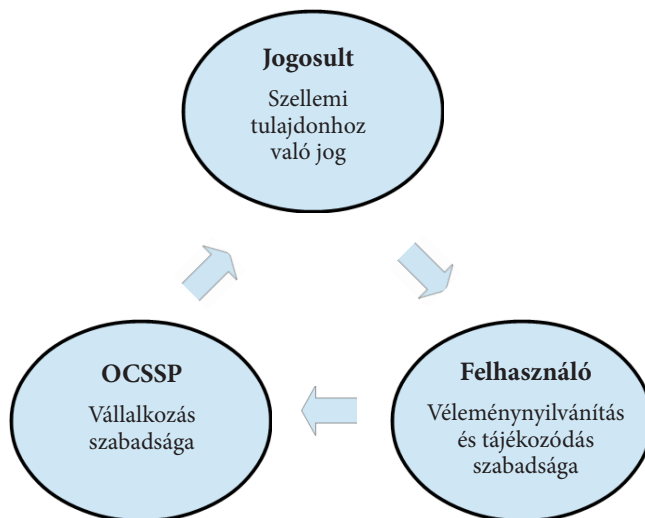 Jogosult
Szellemi
tulajdonhoz
való jog
OCSSP
Vállalkozás
szabadsága
Felhasználó
Véleménynyilvánítás
és tájékozódás
szabadsága